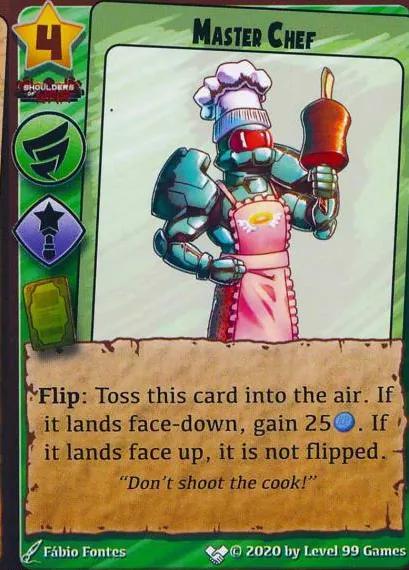 4
MASTER CHEF
SHOULDERS
OF
Flip: Toss this card into the air. If
it lands face-down, gain 25. If
it lands face up, it is not flipped.
"Don't shoot the cook!"
Fábio Fontes
© 2020 by Level 99 Games